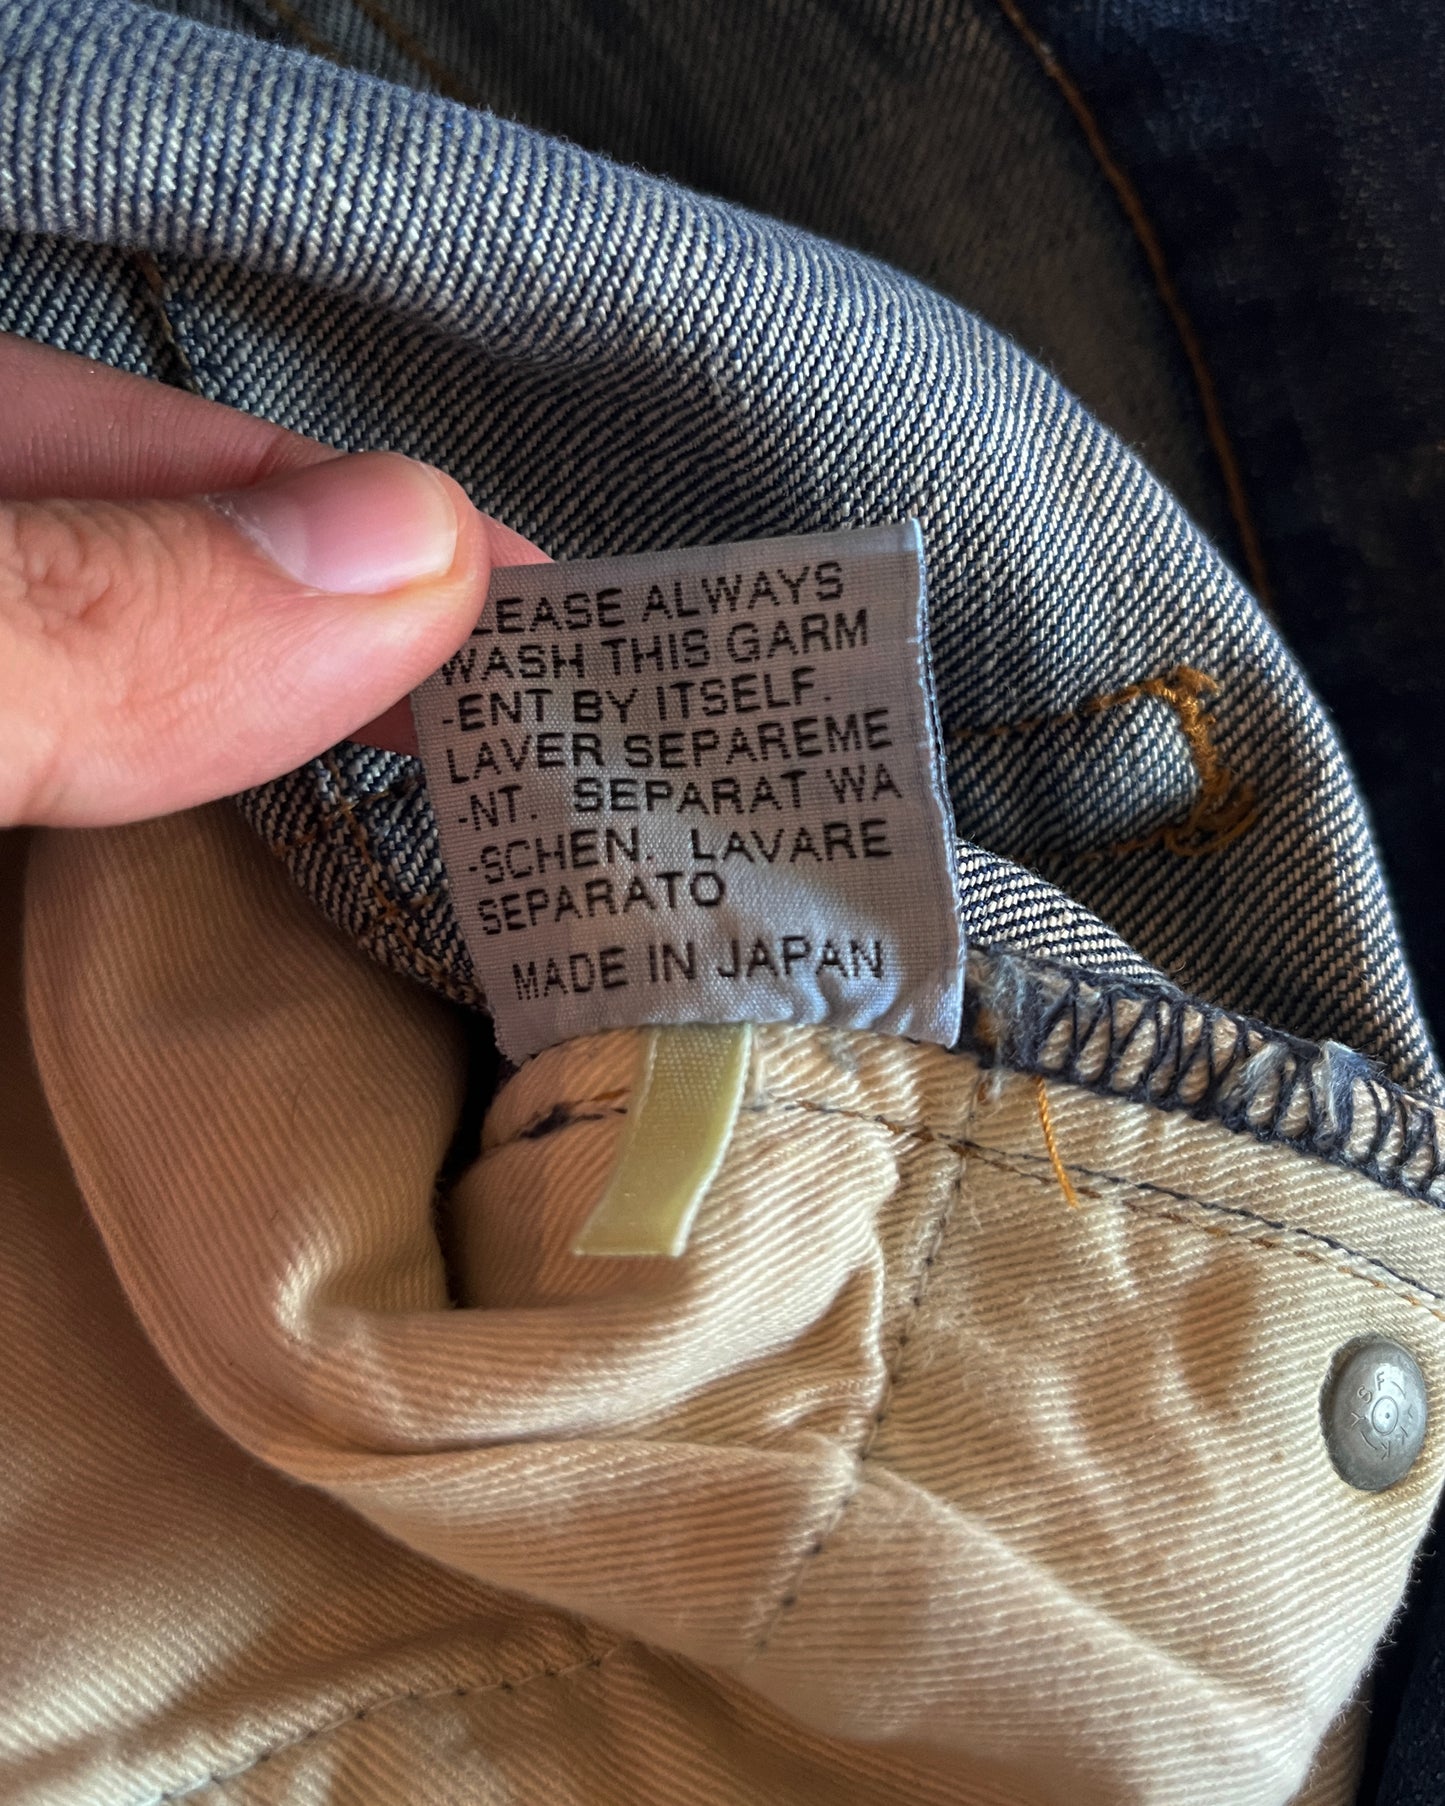 LEASE ALWAYS
WASH THIS GARM
-ENT BY ITSELF.
LAVER SEPAREME
-NT. SEPARAT WA
-SCHEN. LAVARE
SEPARATO
MADE IN JAPAN